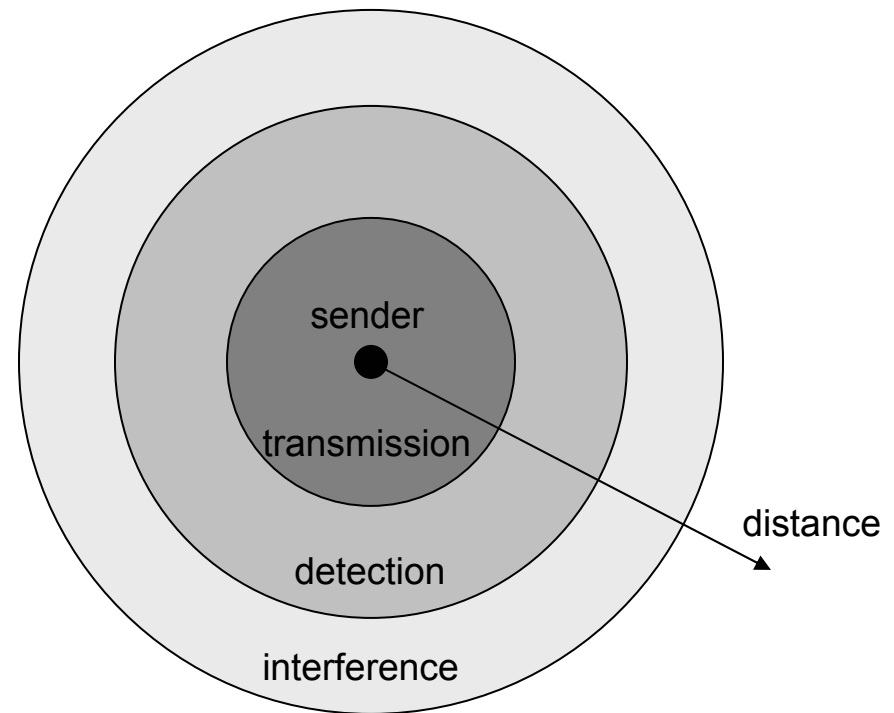 sender
transmission
distance
detection
interference